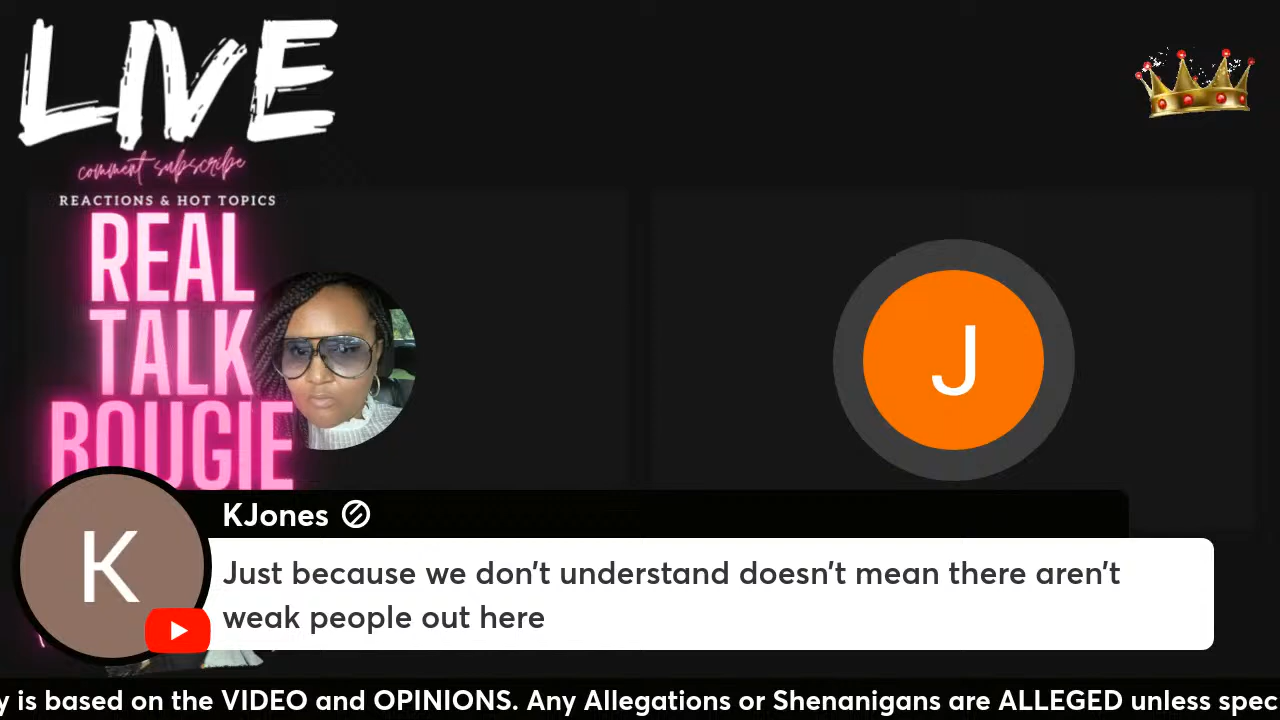 LIVE
comment subscribe
REACTIONS & HOT TOPICS
REAL
TALK
BOUGIE
J
K
KJones
Just because we don't understand doesn't mean there aren't
weak people out here
y is based on the VIDEO and OPINIONS. Any Allegations or Shenanigans are ALLEGED unless spec